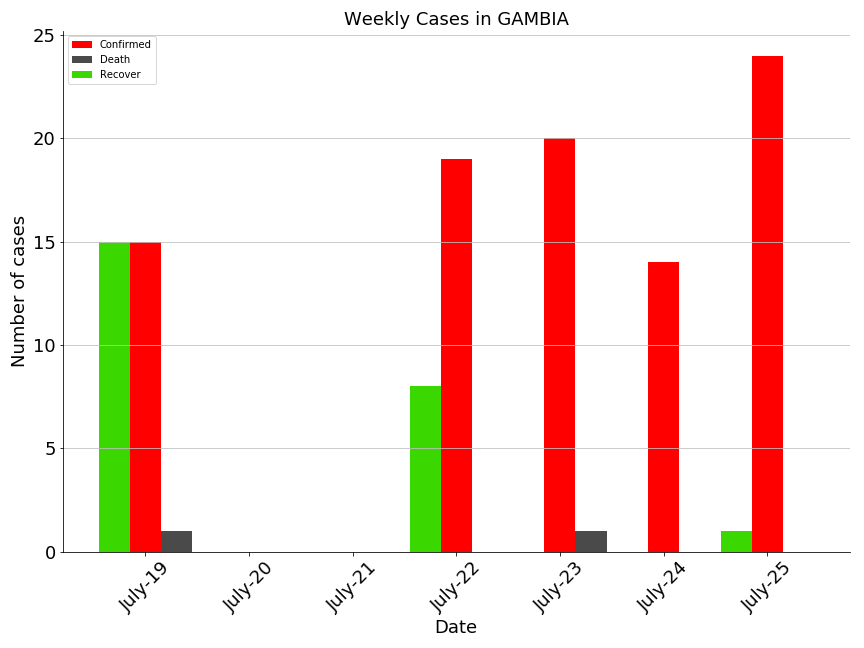 Weekly Cases in GAMBIA
Confirmed
Death
Recover
Number of cases
25
20
15
10
5
0
July-19
July-20
July-21
July-22
July-23
July-24
July-25
Date